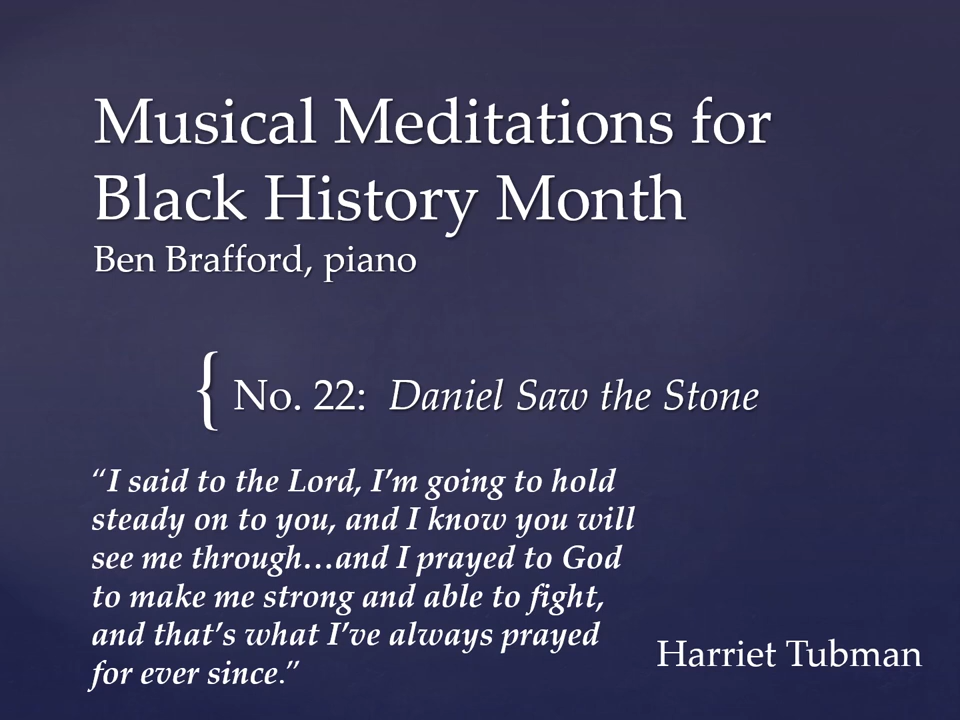 Musical Meditations for
Black History Month
Ben Brafford, piano
{ No. 22:  Daniel Saw the Stone
“I said to the Lord, I’m going to hold
steady on to you, and I know you will
see me through…and I prayed to God
to make me strong and able to fight,
and that’s what I’ve always prayed
for ever since.”
Harriet Tubman